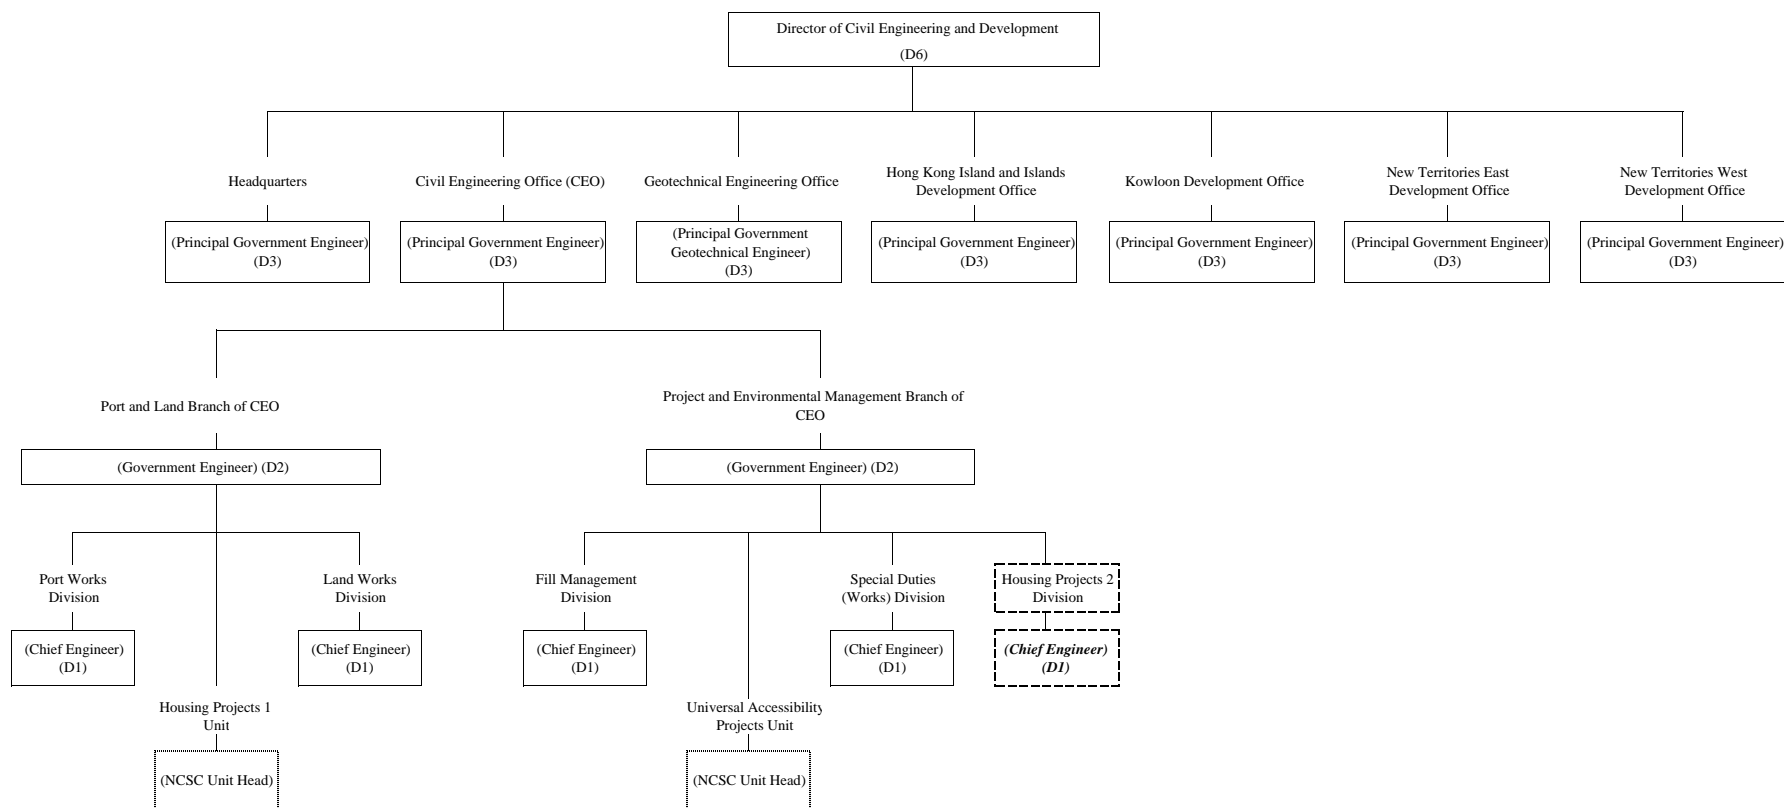 Director of Civil Engineering and Development
(D6)
Headquarters
(Principal Government Engineer)
(D3)
Civil Engineering Office (CEO)
(Principal Government Engineer)
(D3)
Geotechnical Engineering Office
(Principal Government
Geotechnical Engineer)
(D3)
Hong Kong Island and Islands
Development Office
(Principal Government Engineer)
(D3)
Kowloon Development Office
(Principal Government Engineer)
(D3)
New Territories East
Development Office
(Principal Government Engineer)
(D3)
New Territories West
Development Office
(Principal Government Engineer)
(D3)
Port and Land Branch of CEO
(Government Engineer) (D2)
Project and Environmental Management Branch of
CEO
(Government Engineer) (D2)
Port Works
Division
(Chief Engineer)
(D1)
Land Works
Division
(Chief Engineer)
(D1)
Housing Projects 1
Unit
(NCSC Unit Head)
Fill Management
Division
(Chief Engineer)
(D1)
Special Duties
(Works) Division
(Chief Engineer)
(D1)
Housing Projects 2
Division
(Chief Engineer)
(D1)
Universal Accessibility
Projects Unit
(NCSC Unit Head)